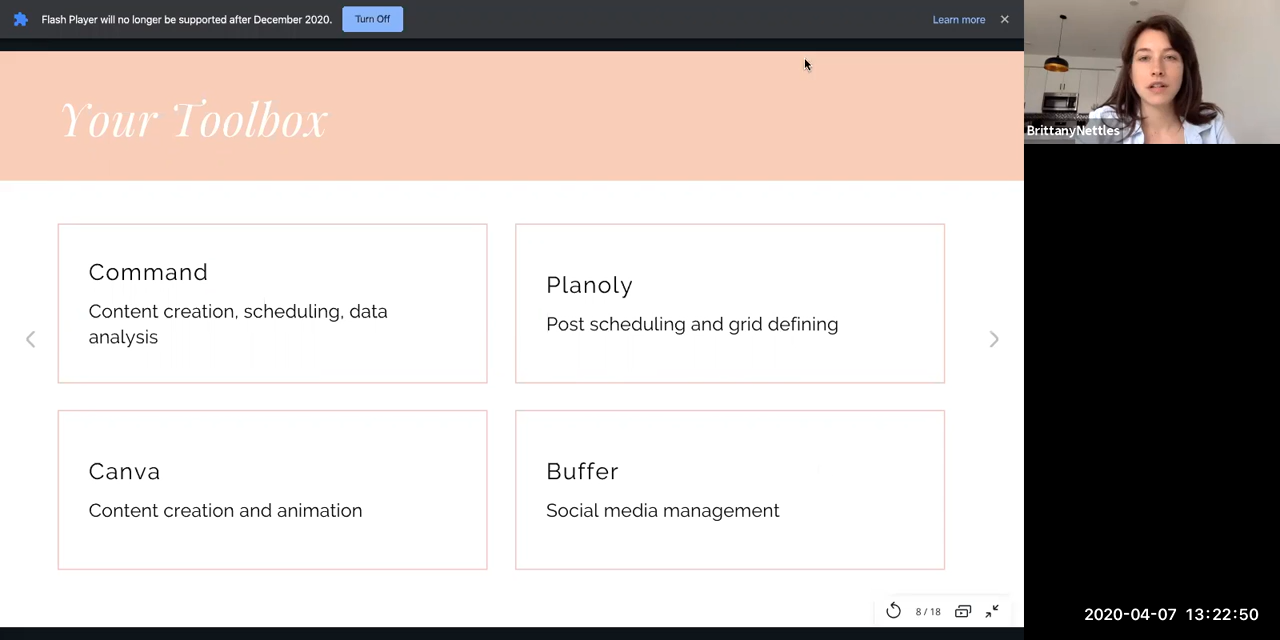 Flash Player will no longer be supported after December 2020.
Turn Off
Learn more
BrittanyNettles
Your Toolbox
Command
Content creation, scheduling, data
analysis
Planoly
Post scheduling and grid defining
Canva
Content creation and animation
Buffer
Social media management
8 / 18
2020-04-07 13:22:50